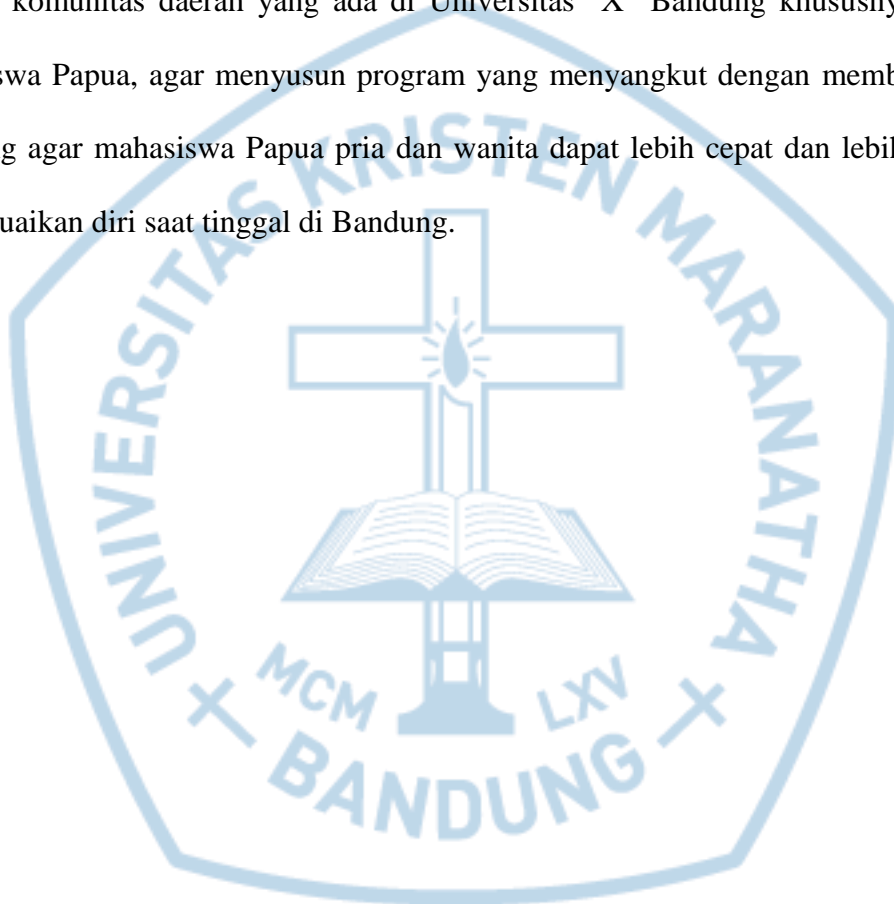 komunitas daerah yang ada di Universitas "X" Bandung
swa Papua, agar menyusun program yang menyangkut dengan memb
g agar mahasiswa Papua pria dan wanita dapat lebih cepat dan lebih
uaikan diri saat tinggal di Bandung.
UNIVERSITAS KRISTEN MARANATHA
MCM LXV
BANDUNG